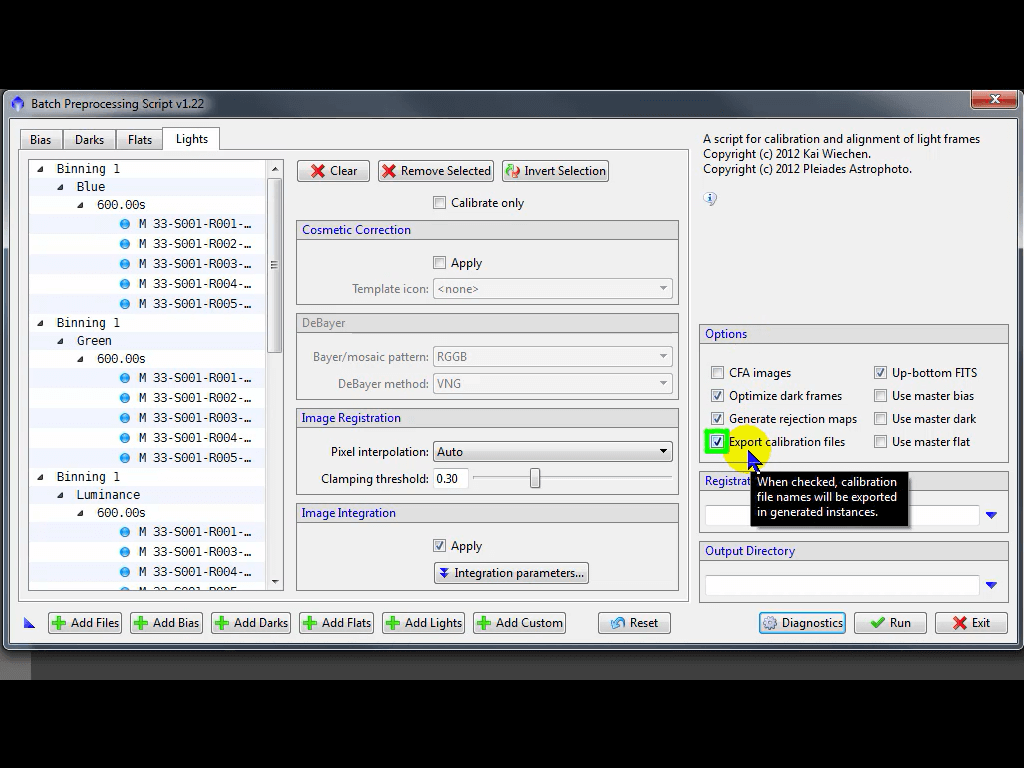 Batch Preprocessing Script v1.22
Bias Darks Flats Lights
Binning 1
Blue
600.00s
M 33-S001-R001-...
M 33-S001-R002-...
M 33-S001-R003-...
M 33-S001-R004-...
M 33-S001-R005-...
Binning 1
Green
600.00s
M 33-S001-R001-...
M 33-S001-R002-...
M 33-S001-R003-...
M 33-S001-R004-...
M 33-S001-R005-...
Binning 1
Luminance
600.00s
M 33-S001-R001-...
M 33-S001-R003-...
M 33-S001-R004-...
Clear Remove Selected Invert Selection
Calibrate only
Cosmetic Correction
Apply
Template icon: <none>
DeBayer
Bayer/mosaic pattern: RGGB
DeBayer method: VNG
Image Registration
Pixel interpolation: Auto
Clamping threshold: 0.30
Image Integration
Apply
Integration parameters...
A script for calibration and alignment of light frames
Copyright (c) 2012 Kai Wiechen.
Copyright (c) 2012 Pleiades Astrophoto.
Options
CFA images Up-bottom FITS
Optimize dark frames Use master bias
Generate rejection maps Use master dark
Export calibration files Use master flat
When checked, calibration
file names will be exported
in generated instances.
Output Directory
Add Files Add Bias Add Darks Add Flats Add Lights Add Custom Reset Diagnostics Run Exit